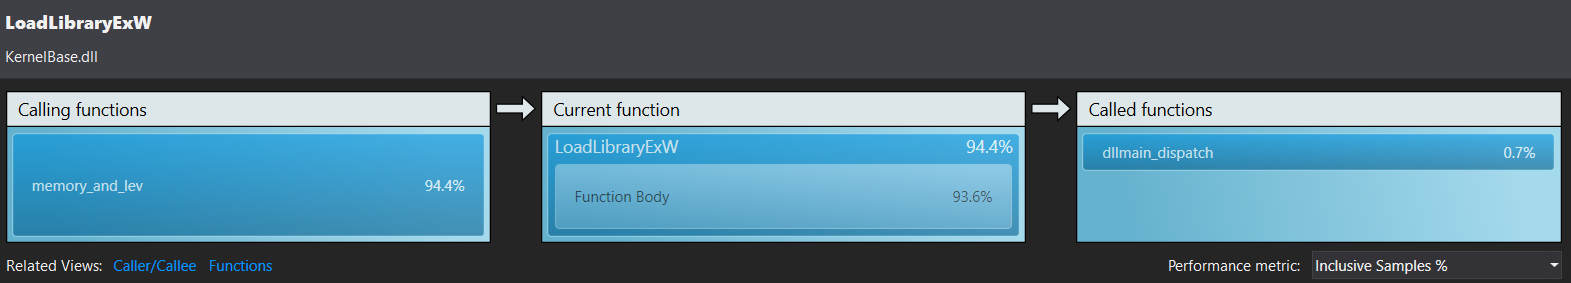 LoadLibraryExW
KernelBase.dll
Calling functions
memory_and_lev
94.4%
Current function
LoadLibraryExW
94.4%
Function Body
93.6%
Called functions
dllmain_dispatch
0.7%
Related Views: Caller/Callee Functions
Performance metric: Inclusive Samples %